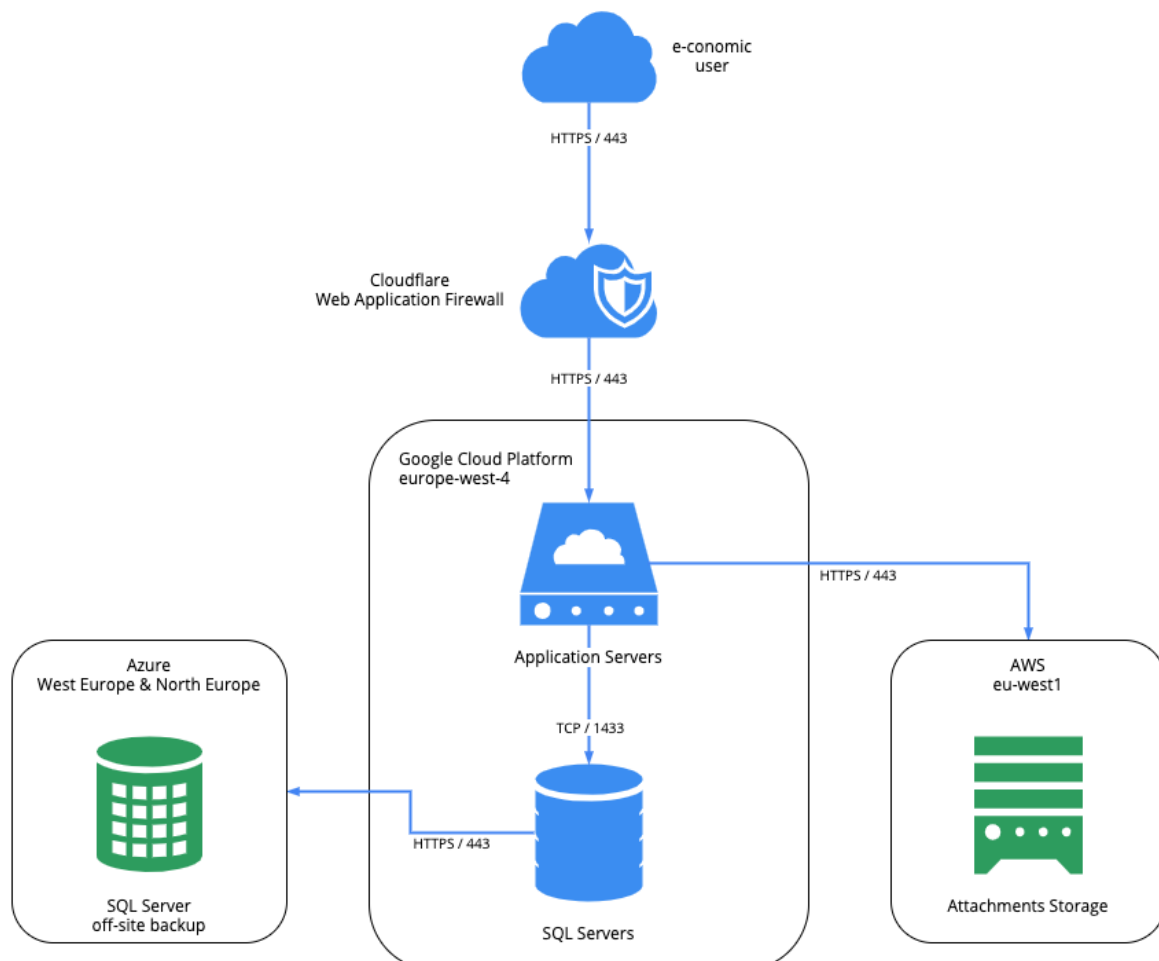 e-conomic
user
HTTPS / 443
Cloudflare
Web Application Firewall
HTTPS / 443
Google Cloud Platform
europe-west-4
HTTPS / 443
Application Servers
Azure
West Europe & North Europe
AWS
eu-west1
TCP / 1433
HTTPS / 443
SQL Server
off-site backup
Attachments Storage
SQL Servers